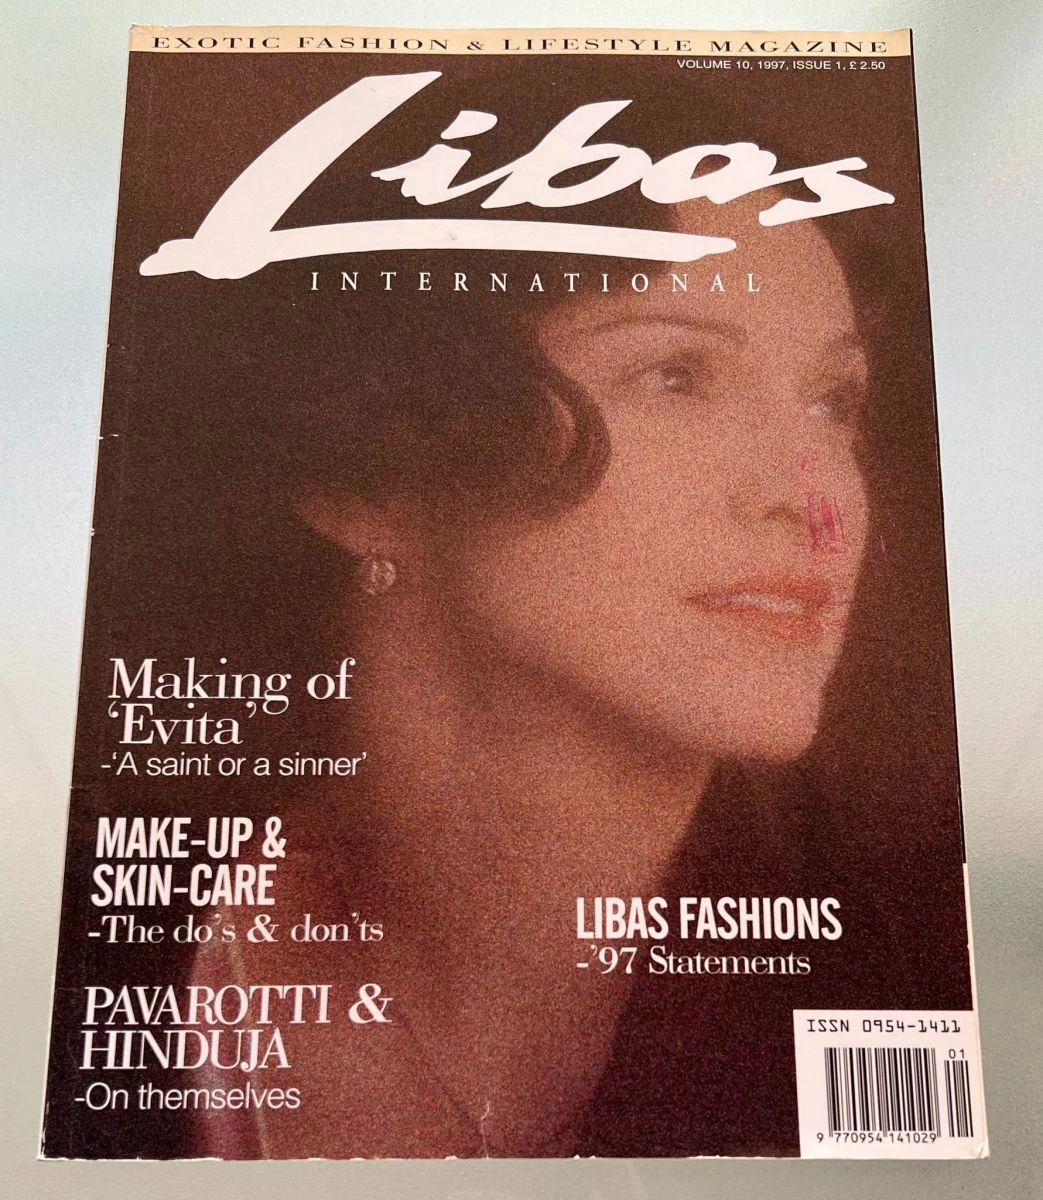 EXOTIC FASHION & LIFESTYLE MAGAZINE
VOLUME 10, 1997, ISSUE 1, £ 2.50
Libas
INTERNATIONAL
Making of
‘Evita’
-‘A saint or a sinner’
MAKE-UP &
SKIN-CARE
-The do’s & don’ts
PAVAROTTI &
HINDUJA
-On themselves
LIBAS FASHIONS
-’97 Statements
ISSN 0954-1411
01
9 770954 141029